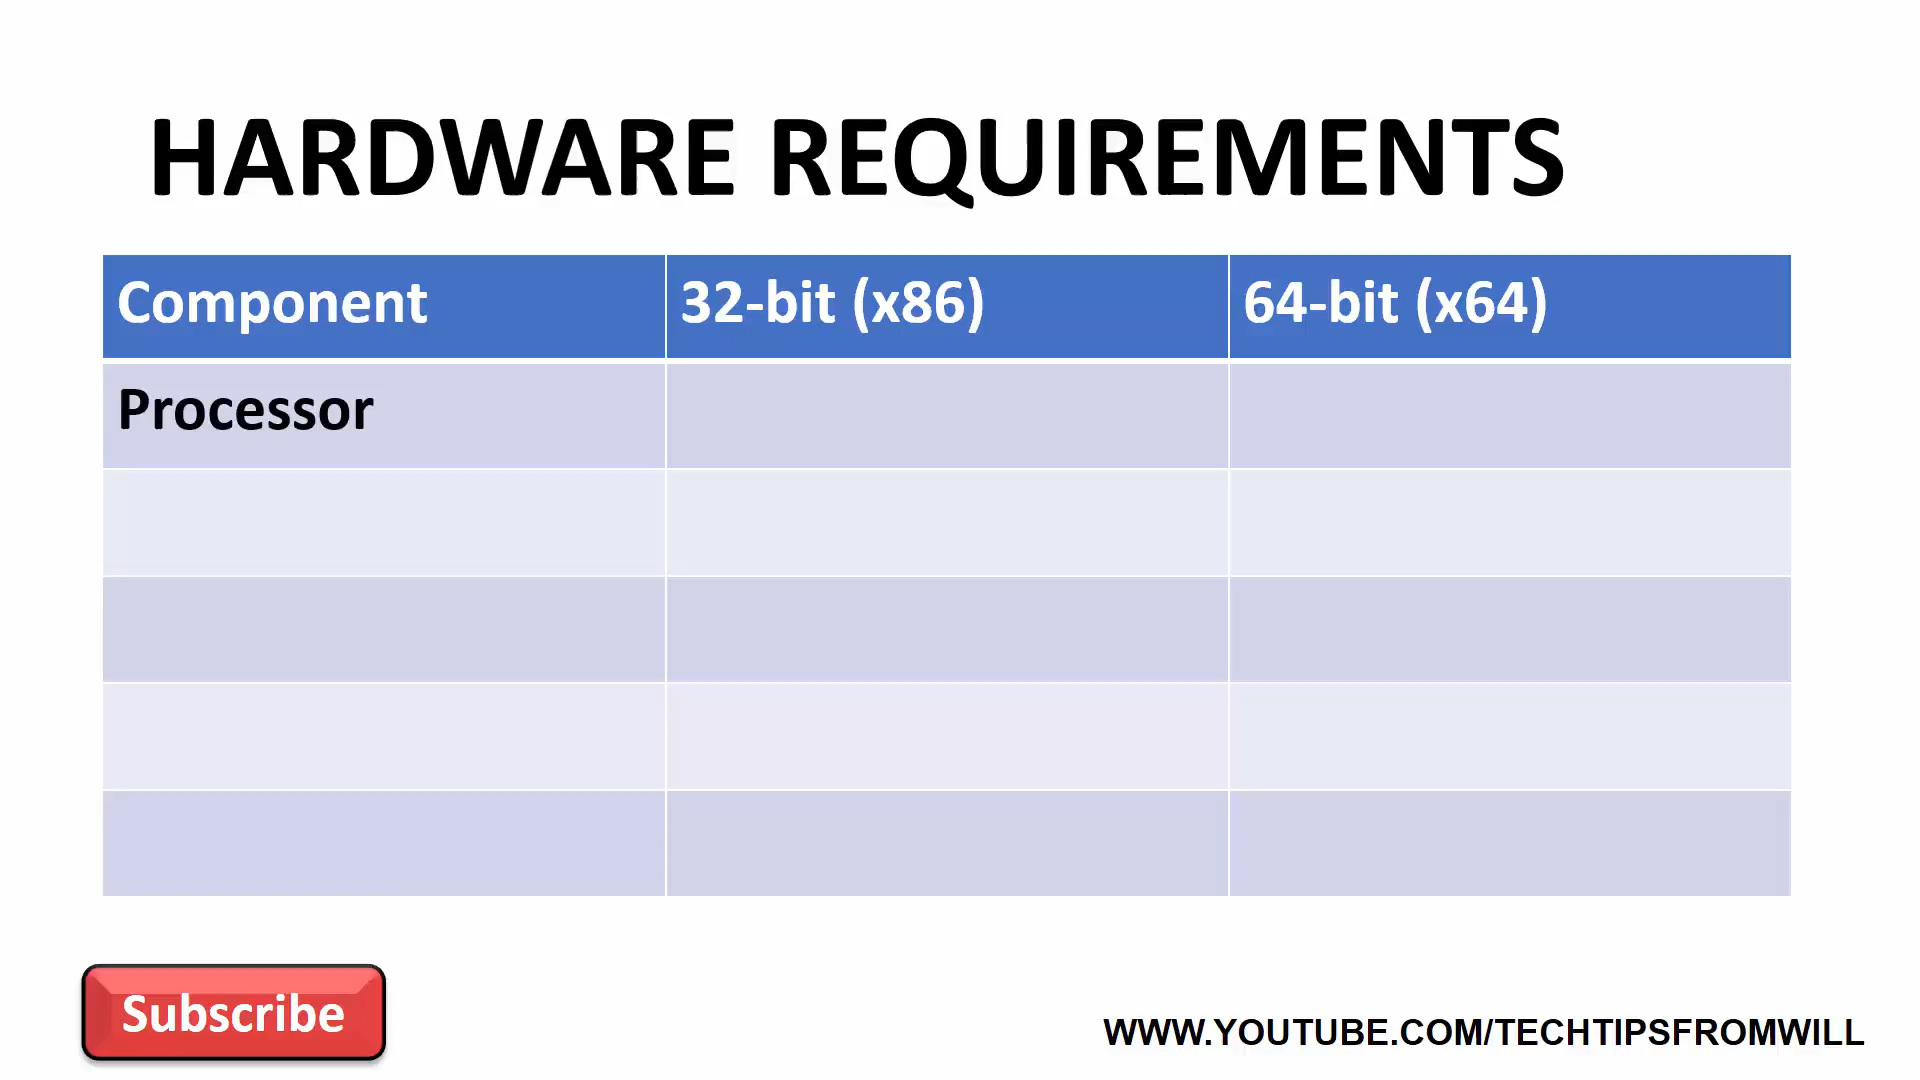 HARDWARE REQUIREMENTS
Component 32-bit (x86) 64-bit (x64)
Processor
Subscribe
WWW.YOUTUBE.COM/TECHTIPSFROMWILL